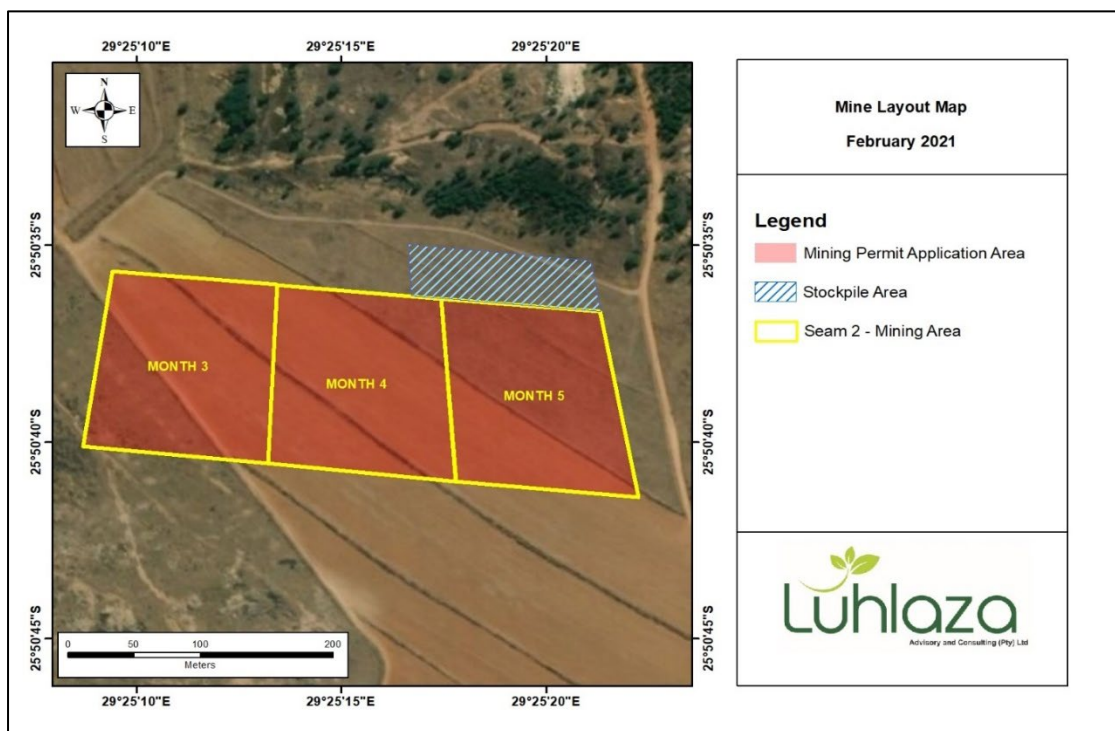 29°25'10"E 29°25'15"E 29°25'20"E
N
W E
S
25°50'35"S 25°50'35"S
MONTH 3
MONTH 4
MONTH 5
25°50'40"S 25°50'40"S
25°50'45"S 25°50'45"S
0 50 100 200
Meters
29°25'10"E 29°25'15"E 29°25'20"E
Mine Layout Map
February 2021
Legend
Mining Permit Application Area
Stockpile Area
Seam 2 - Mining Area
Luhlaza
Advisory and Consulting (Pty) Ltd